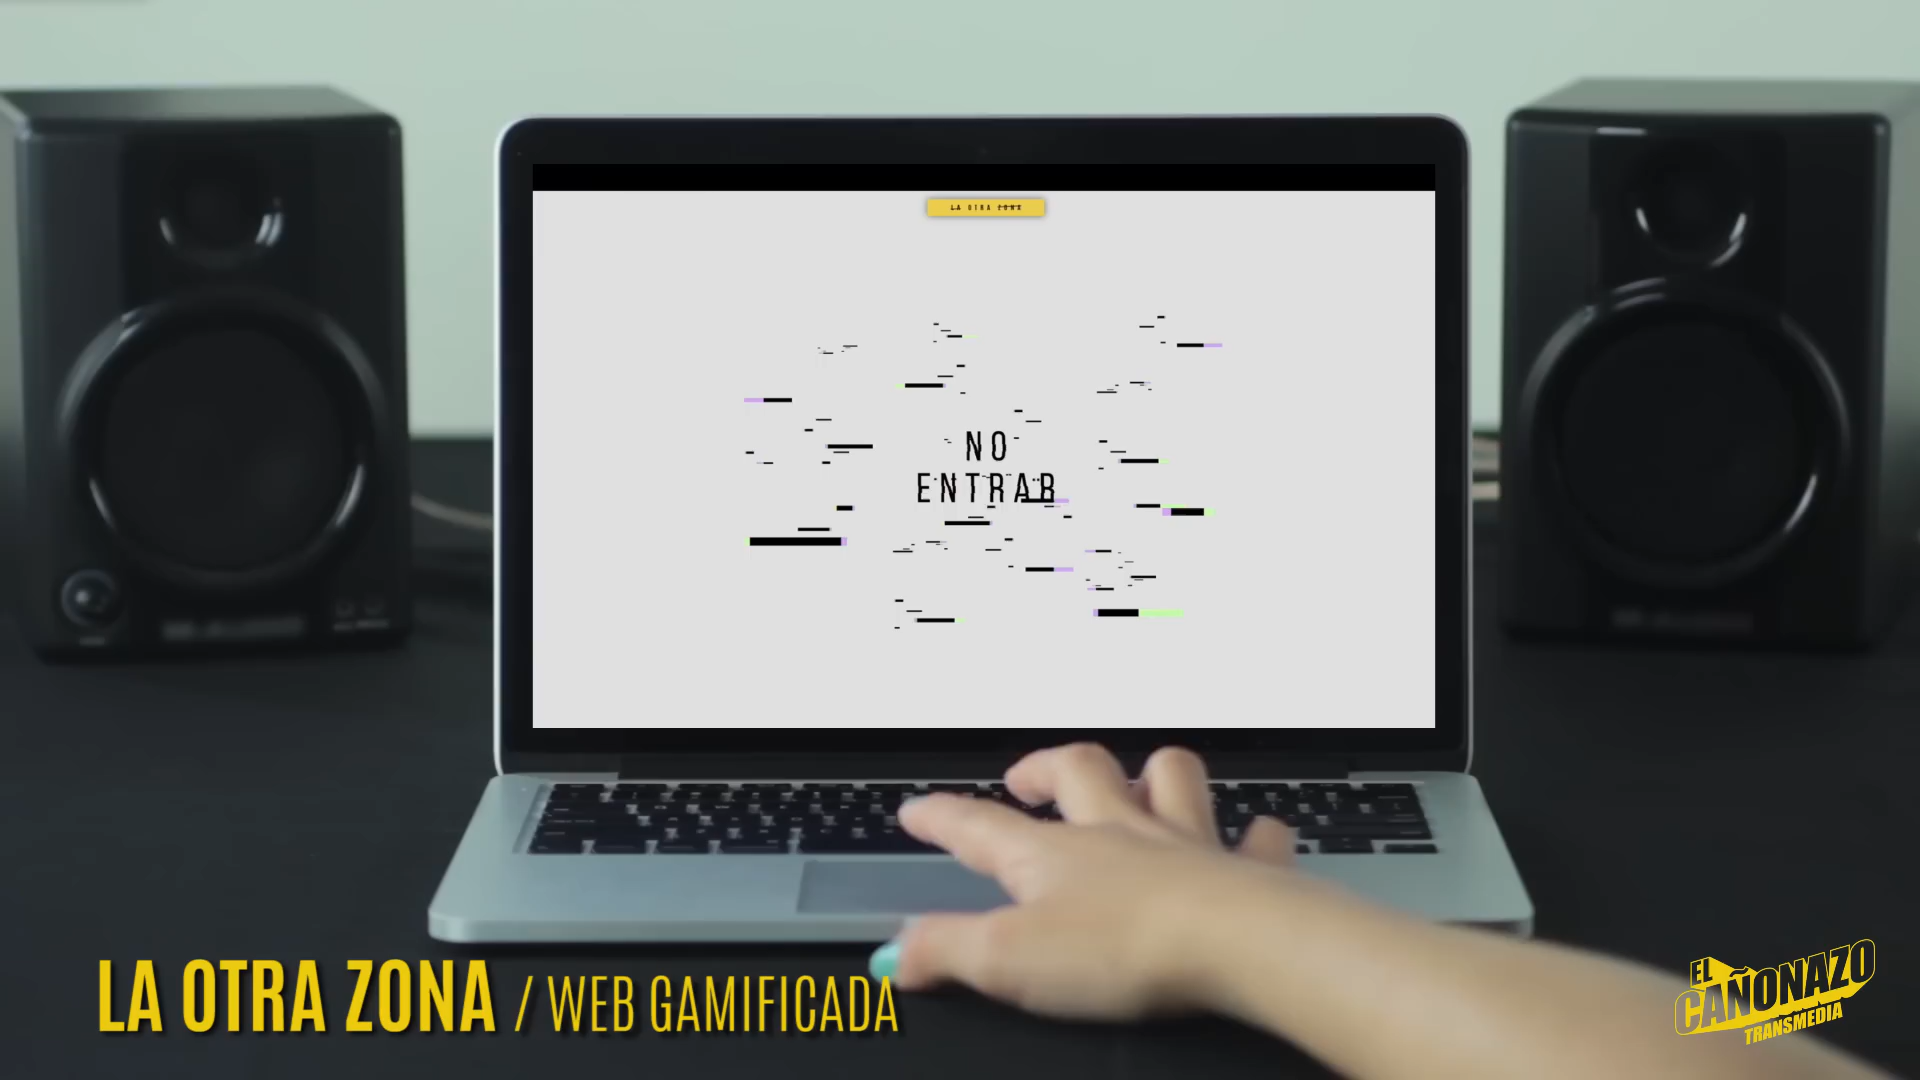 LA OTRA ZONA
NO
ENTRAR
LA OTRA ZONA / WEB GAMIFICADA
EL
CAÑONAZO
TRANSMEDIA